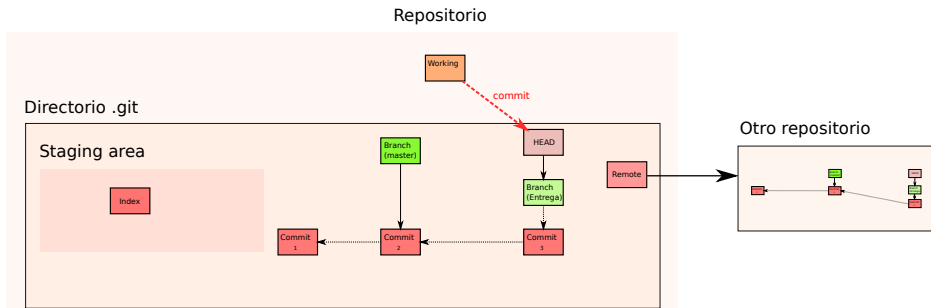 Repositorio
Working
commit
Directorio .git
Otro repositorio
Staging area
Branch
(master)
HEAD
Remote
Index
Branch
(Entrega)
Commit
1
Commit
2
Commit
3